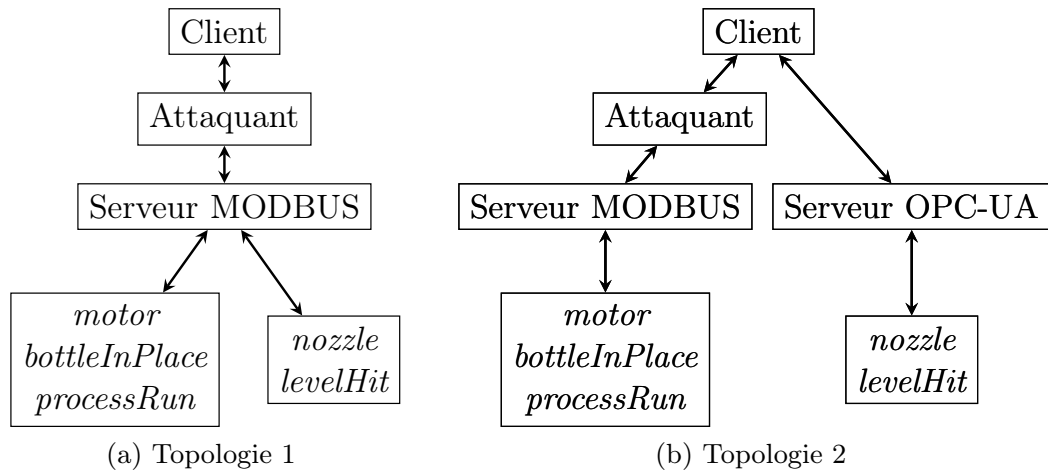 Client
Attaquant
Serveur MODBUS
motor
bottleInPlace
processRun
nozzle
levelHit
(a) Topologie 1
Client
Attaquant
Serveur MODBUS
Serveur OPC-UA
motor
bottleInPlace
processRun
nozzle
levelHit
(b) Topologie 2